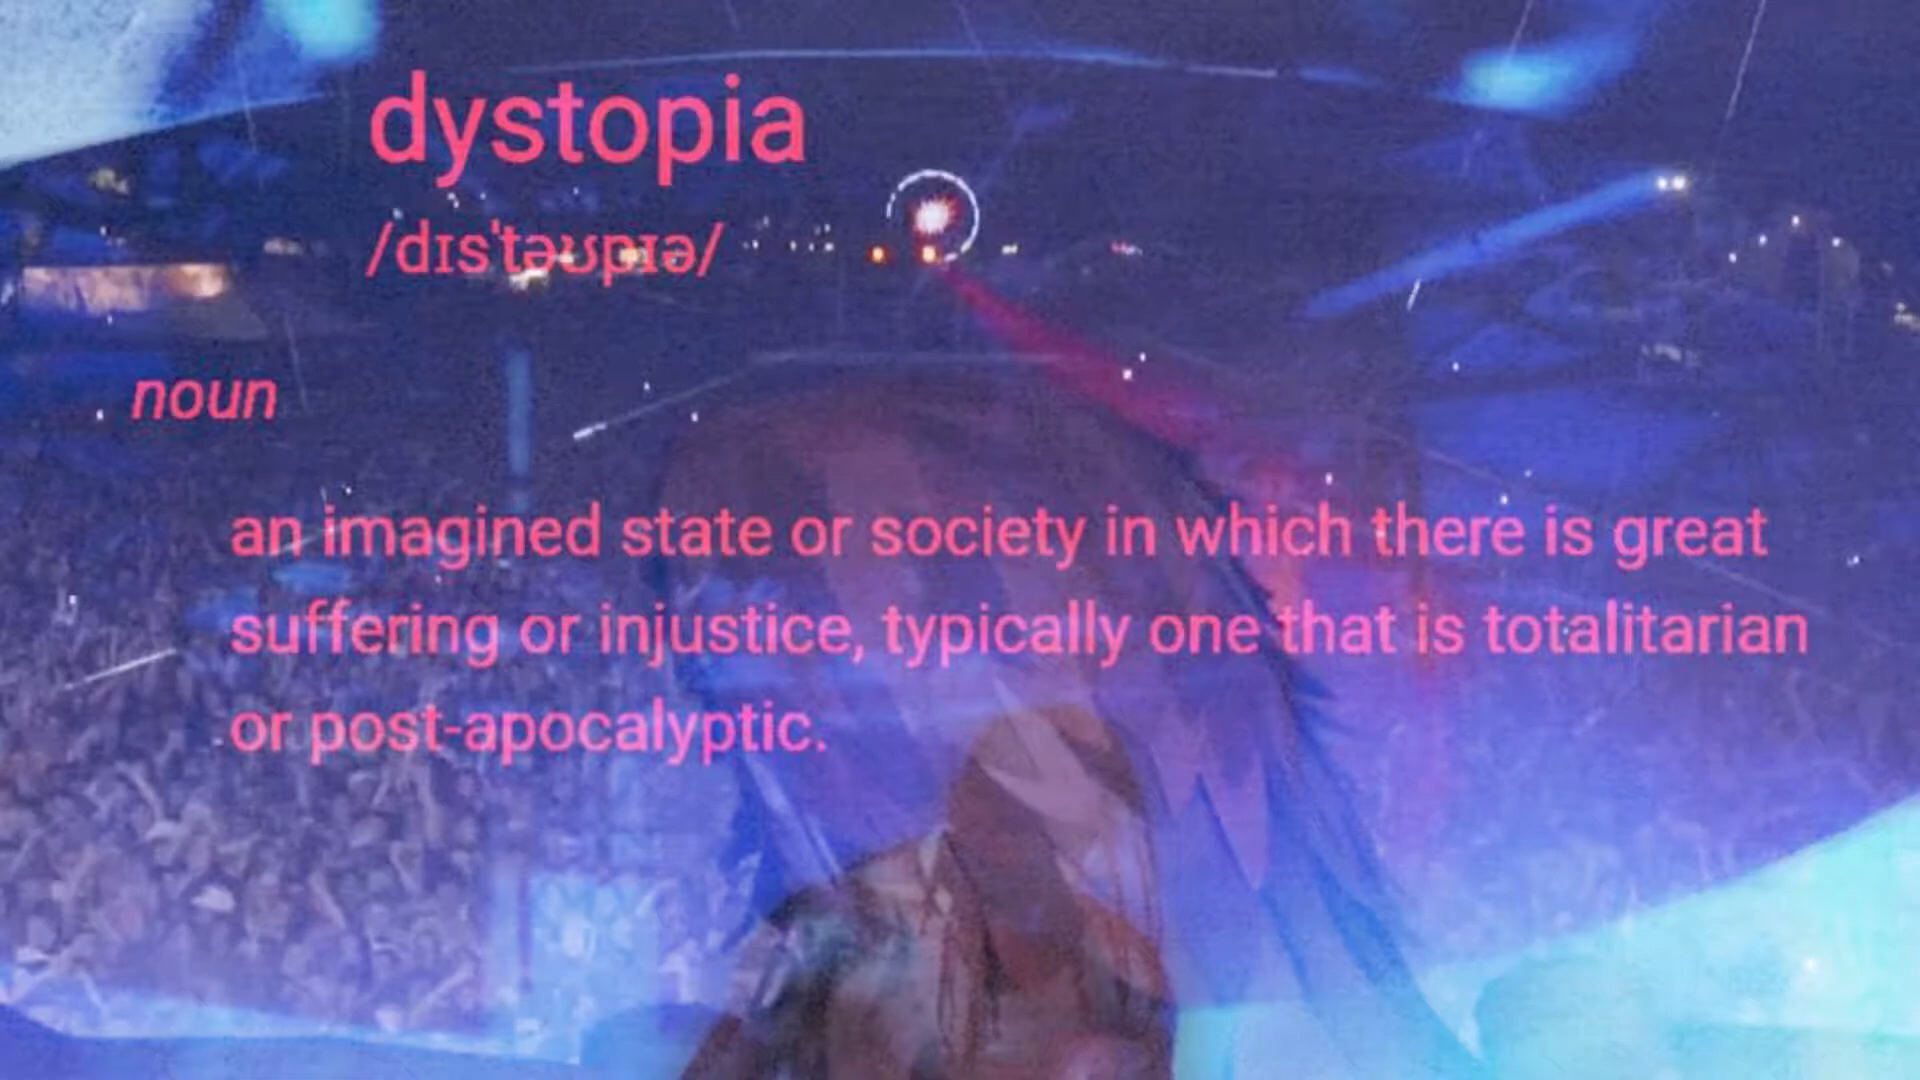 dystopia
/dɪsˈtəʊpɪə/
noun
an imagined state or society in which there is great
suffering or injustice, typically one that is totalitarian
or post-apocalyptic.